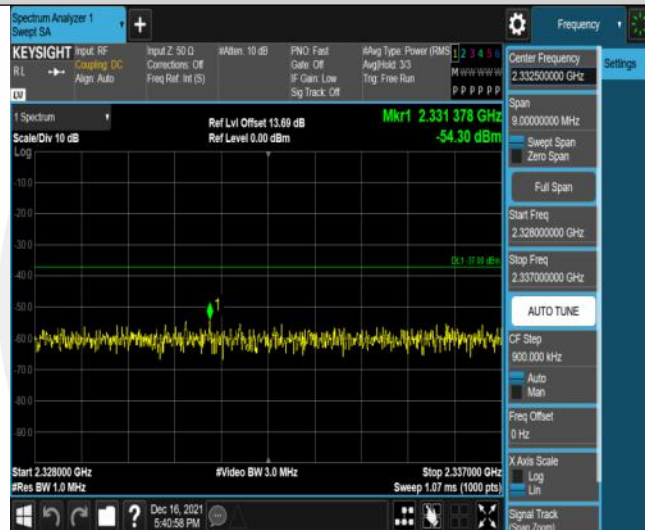 Spectrum Analyzer 1
Swept SA
+
Frequency
KEYSIGHT
RL
Input: RF
Coupling: DC
Align: Auto
Input Z: 50 Ω
Corrections: Off
Freq Ref: Int (S)
#Atten: 10 dB
PNO: Fast
Gate: Off
IF Gain: Low
Sig Track: Off
#Avg Type: Power (RMS
Avg|Hold: 3/3
Trig: Free Run
1 2 3 4 5 6
M W W W W W
P P P P P P
LXI
1 Spectrum
Scale/Div 10 dB
Log
Ref Lvl Offset 13.69 dB
Ref Level 0.00 dBm
Mkr1 2.331 378 GHz
-54.30 dBm
-10.0
-20.0
-30.0
DL1 -37.00 dBm
-40.0
-50.0
1
-60.0
-70.0
-80.0
-90.0
Start 2.328000 GHz
#Res BW 1.0 MHz
#Video BW 3.0 MHz
Stop 2.337000 GHz
Sweep 1.07 ms (1000 pts)
?
Dec 16, 2021
5:40:58 PM
Center Frequency
2.332500000 GHz
Settings
Span
9.00000000 MHz
Swept Span
Zero Span
Full Span
Start Freq
2.328000000 GHz
Stop Freq
2.337000000 GHz
AUTO TUNE
CF Step
900.000 kHz
Auto
Man
Freq Offset
0 Hz
X Axis Scale
Log
Lin
Signal Track
(Span Zoom)